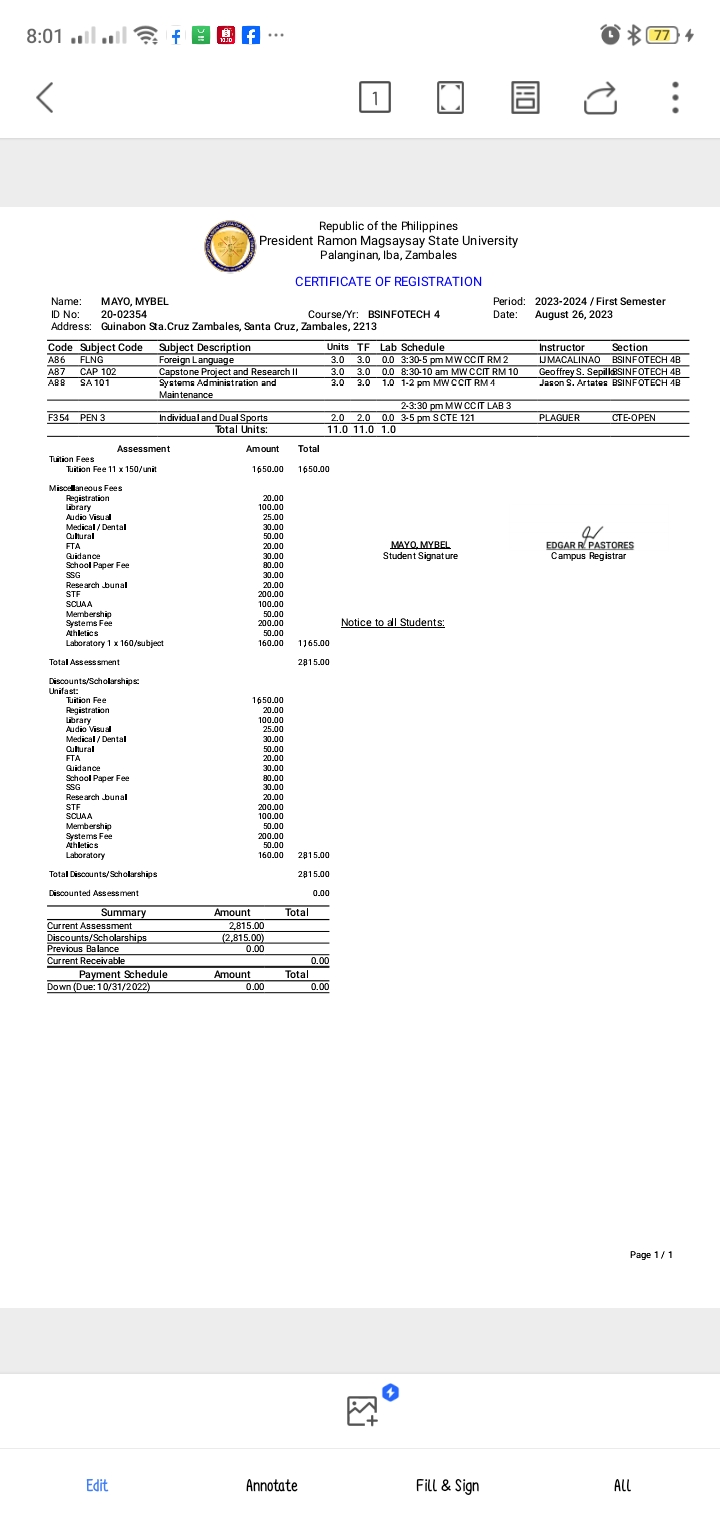 8:01
77
1
Republic of the Philippines
President Ramon Magsaysay State University
Palanginan, Iba, Zambales
CERTIFICATE OF REGISTRATION
Name: MAYO, MYBEL Period: 2023-2024 / First Semester
ID No: 20-02354 Course/Yr: BSINFOTECH 4 Date: August 26, 2023
Address: Guinabon Sta.Cruz Zambales, Santa Cruz, Zambales, 2213
Code Subject Code Subject Description Units TF Lab Schedule Instructor Section
A86 FLNG Foreign Language 3.0 3.0 0.0 3:30-5 pm MW CCIT RM 2 IJMACALINAO BSINFOTECH 4B
A87 CAP 102 Capstone Project and Research II 3.0 3.0 0.0 8:30-10 am MW CCIT RM 10 Geoffrey S. BSINFOTECH 4B
A88 SA 101 Systems Administration and 3.0 3.0 1.0 1-2 pm MW CCIT RM 4 Jason S. Artates BSINFOTECH 4B
Maintenance
2-3:30 pm MW CCIT LAB 3
F354 PEN 3 Individual and Dual Sports 2.0 2.0 0.0 3-5 pm S CTE 121 PLAGUER CTE-OPEN
Total Units: 11.0 11.0 1.0
Assessment Amount Total
Tuition Fees
Tuition Fee 11 x 150/unit 1650.00 1,650.00
Miscellaneous Fees
Registration 20.00
Library 100.00
Audio Visual 25.00
Medical / Dental 30.00
Cultural 50.00
FTA 20.00
Guidance 30.00
School Paper Fee 80.00
SSG 30.00
Research Jounal 20.00
STF 200.00
SCUAA 100.00
Membership 50.00
Systems Fee 200.00
Athletics 50.00
Laboratory 1 x 160/subject 160.00 1,165.00
MAYO, MYBEL
Student Signature
EDGAR R. PASTORES
Campus Registrar
Notice to all Students:
Total Assesssment 2,815.00
Discounts/Scholarships:
Unifast:
Tuition Fee 1,650.00
Registration 20.00
Library 100.00
Audio Visual 25.00
Medical / Dental 30.00
Cultural 50.00
FTA 20.00
Guidance 30.00
School Paper Fee 80.00
SSG 30.00
Research Jounal 20.00
STF 200.00
SCUAA 100.00
Membership 50.00
Systems Fee 200.00
Athletics 50.00
Laboratory 160.00 2,815.00
Total Discounts/Scholarships 2,815.00
Discounted Assessment 0.00
Summary Amount Total
Current Assessment 2,815.00
Discounts/Scholarships (2,815.00)
Previous Balance 0.00
Current Receivable 0.00
Payment Schedule Amount Total
Down (Due: 10/31/2022) 0.00 0.00
Page 1 / 1
Edit
Annotate
Fill & Sign
All